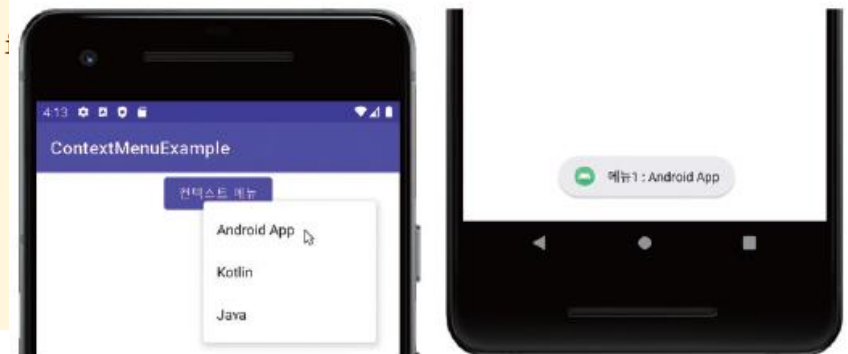 4:13
ContextMenuExample
컨텍스트 메뉴
Android App
Kotlin
Java
메뉴1 : Android App